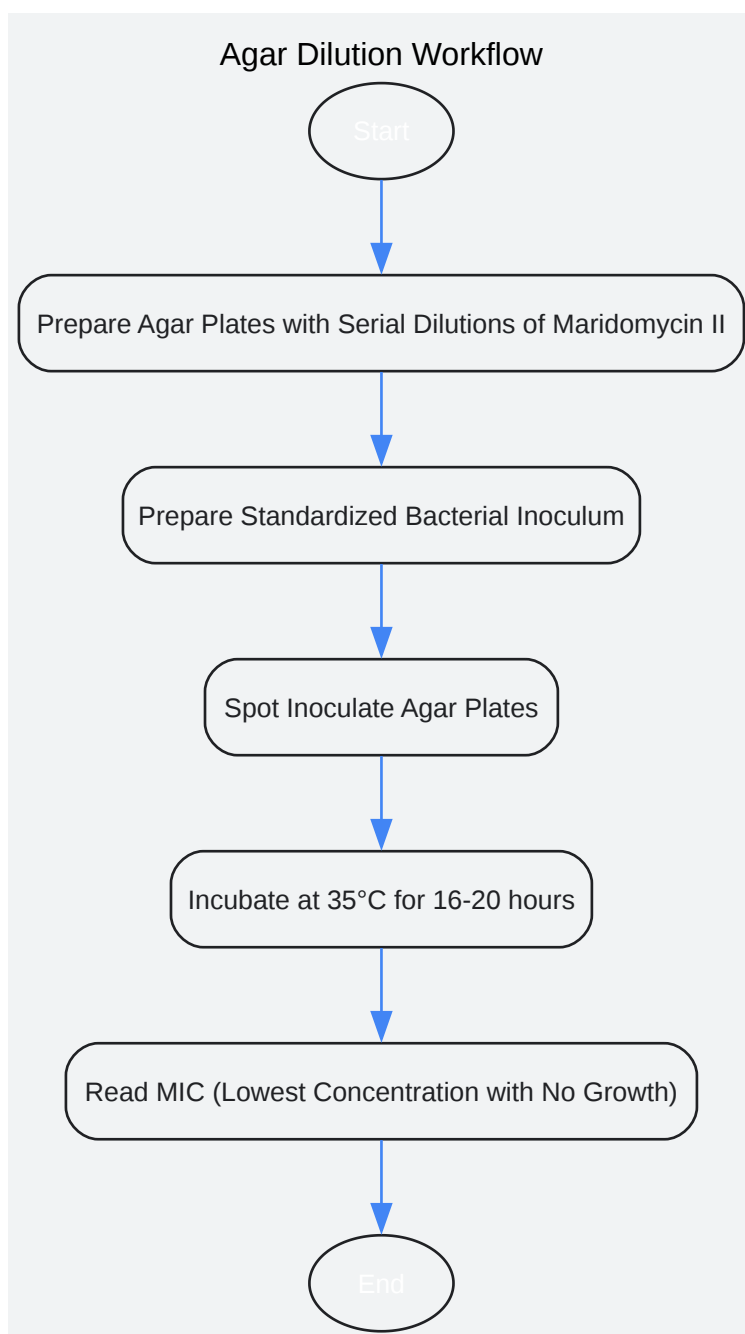 Agar Dilution Workflow
Start
Prepare Agar Plates with Serial Dilutions of Maridomycin II
Prepare Standardized Bacterial Inoculum
Spot Inoculate Agar Plates
Incubate at 35°C for 16-20 hours
Read MIC (Lowest Concentration with No Growth)
End